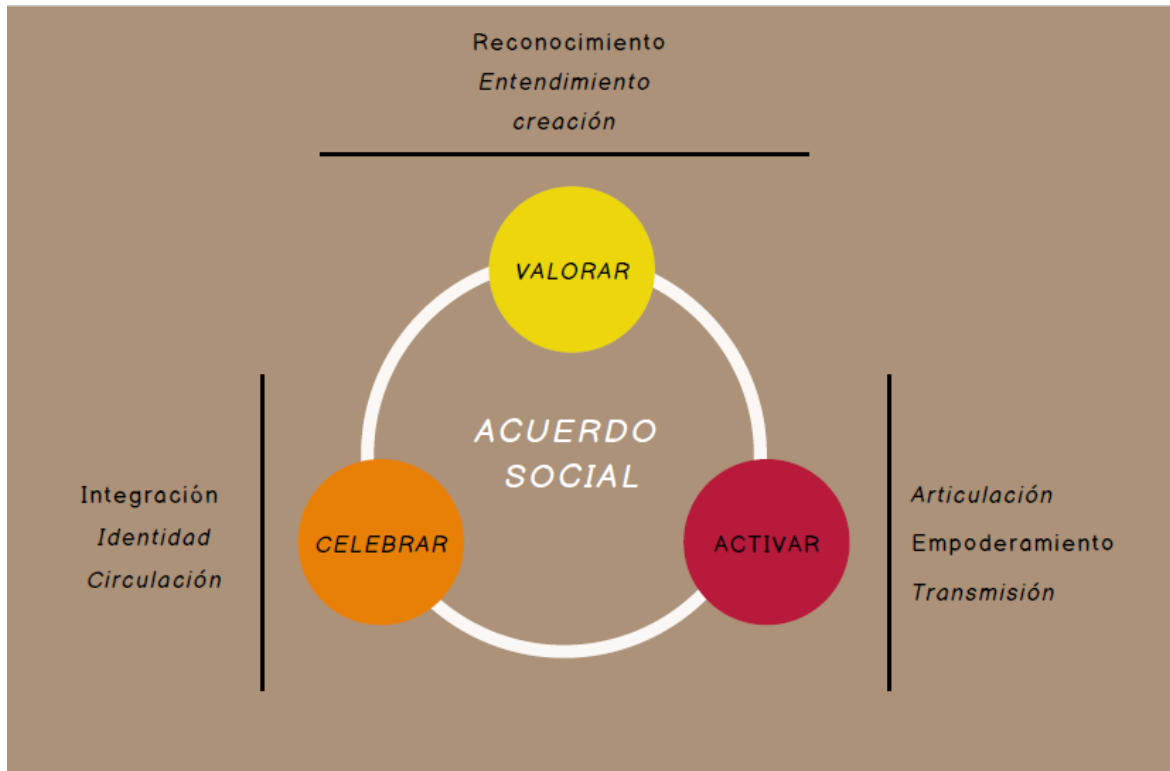 Reconocimiento
Entendimiento
creación
VALORAR
ACUERDO
SOCIAL
Integración
Identidad
Circulación
CELEBRAR
ACTIVAR
Articulación
Empoderamiento
Transmisión